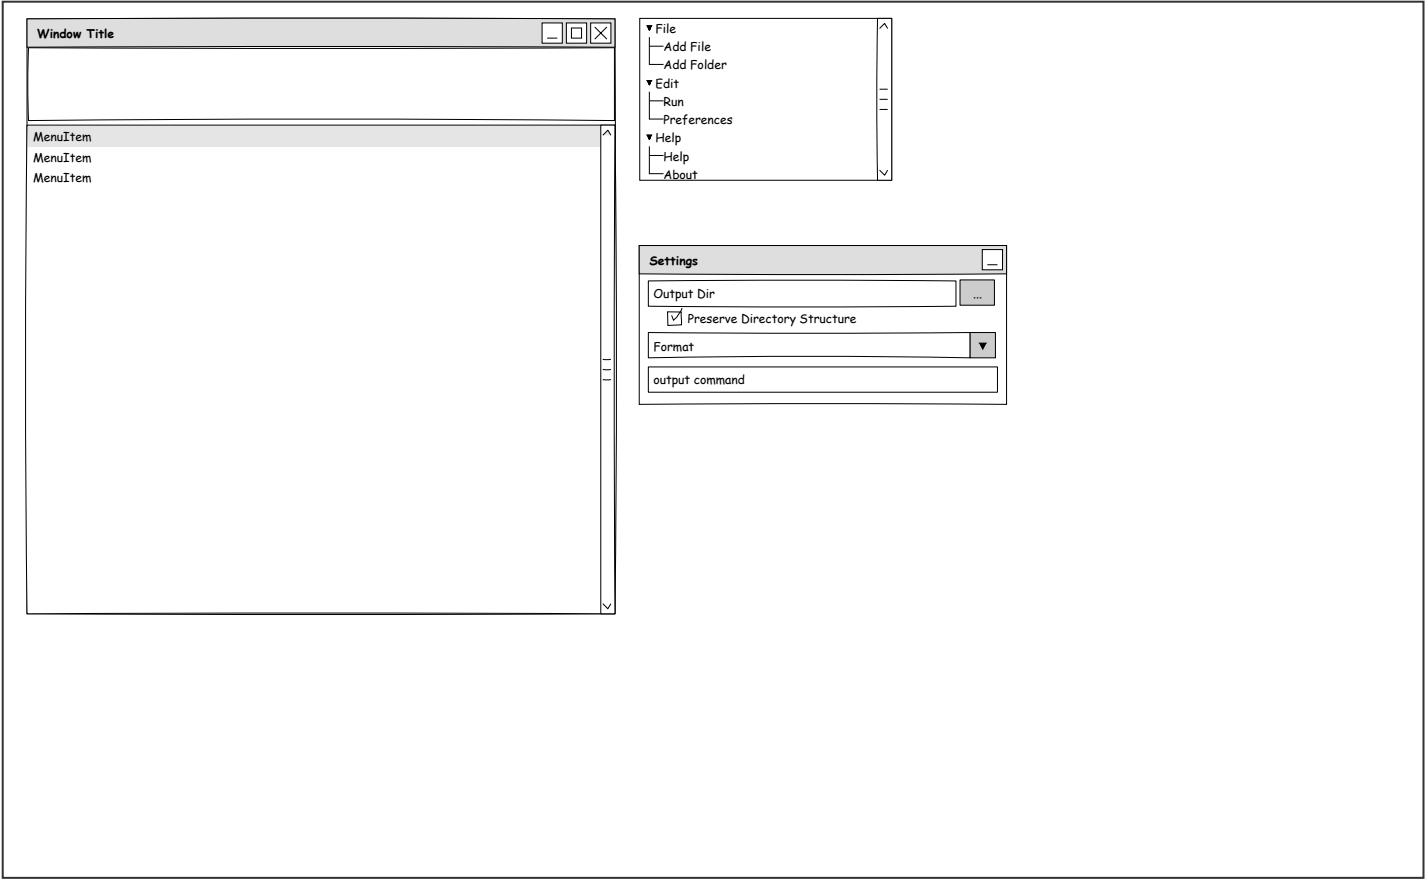 Window Title
MenuItem
MenuItem
MenuItem
File
Add File
Add Folder
Edit
Run
Preferences
Help
Help
About
Settings
Output Dir
...
Preserve Directory Structure
Format
output command